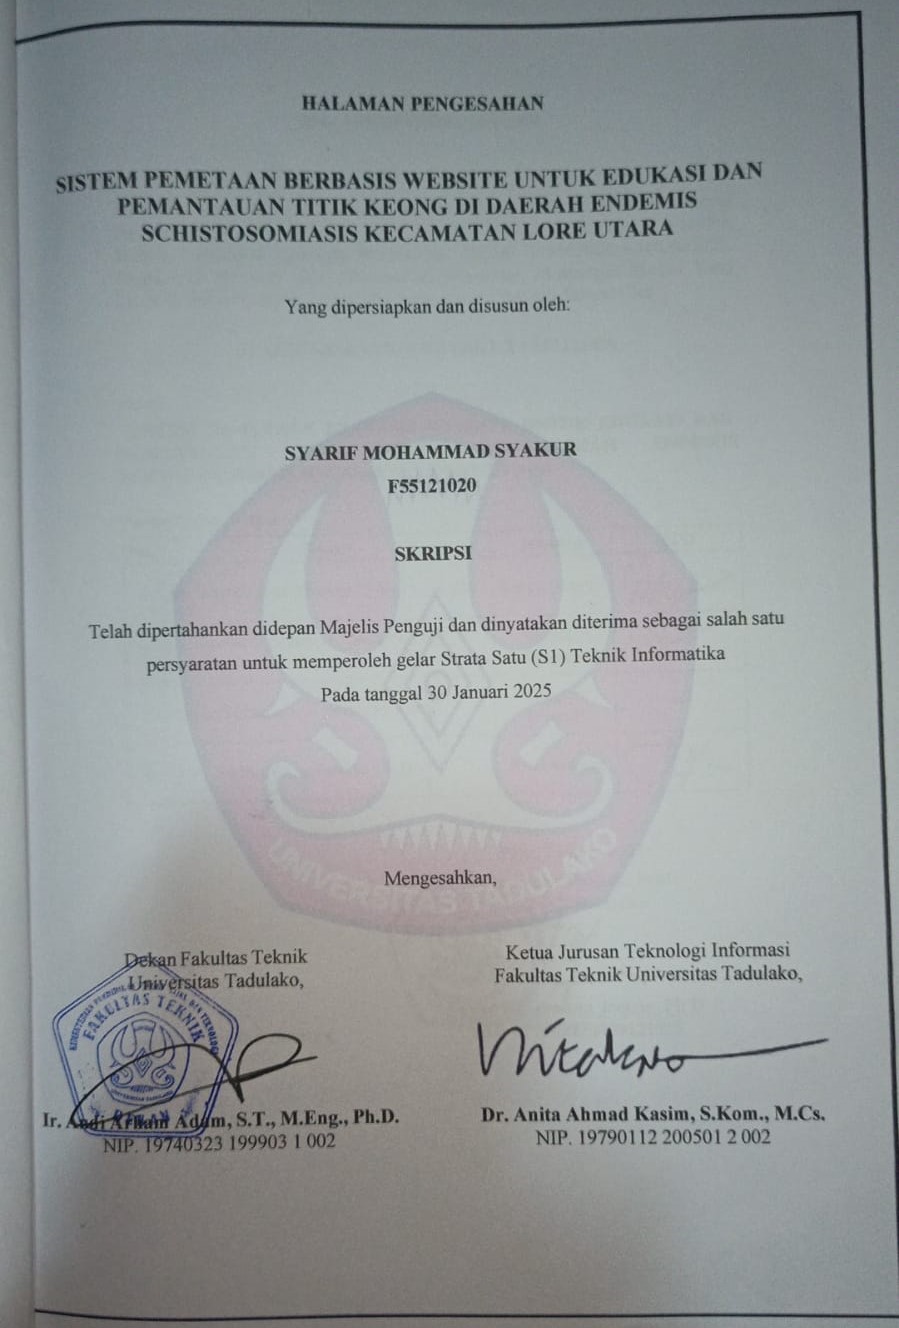 HALAMAN PENGESAHAN
SISTEM PEMETAAN BERBASIS WEBSITE UNTUK EDUKASI DAN
PEMANTAUAN TITIK KEONG DI DAERAH ENDEMIS
SCHISTOSOMIASIS KECAMATAN LORE UTARA
Yang dipersiapkan dan disusun oleh:
SYARIF MOHAMMAD SYAKUR
F55121020
SKRIPSI
Telah dipertahankan didepan Majelis Penguji dan dinyatakan diterima sebagai salah satu
persyaratan untuk memperoleh gelar Strata Satu (S1) Teknik Informatika
Pada tanggal 30 Januari 2025
UNIVERSITAS TADULAKO
Mengesahkan,
Dekan Fakultas Teknik
Universitas Tadulako,
FAKULTAS TEKNIK
Ir. Andi Arham Adam, S.T., M.Eng., Ph.D.
NIP. 19740323 199903 1 002
Ketua Jurusan Teknologi Informasi
Fakultas Teknik Universitas Tadulako,
Dr. Anita Ahmad Kasim, S.Kom., M.Cs.
NIP. 19790112 200501 2 002